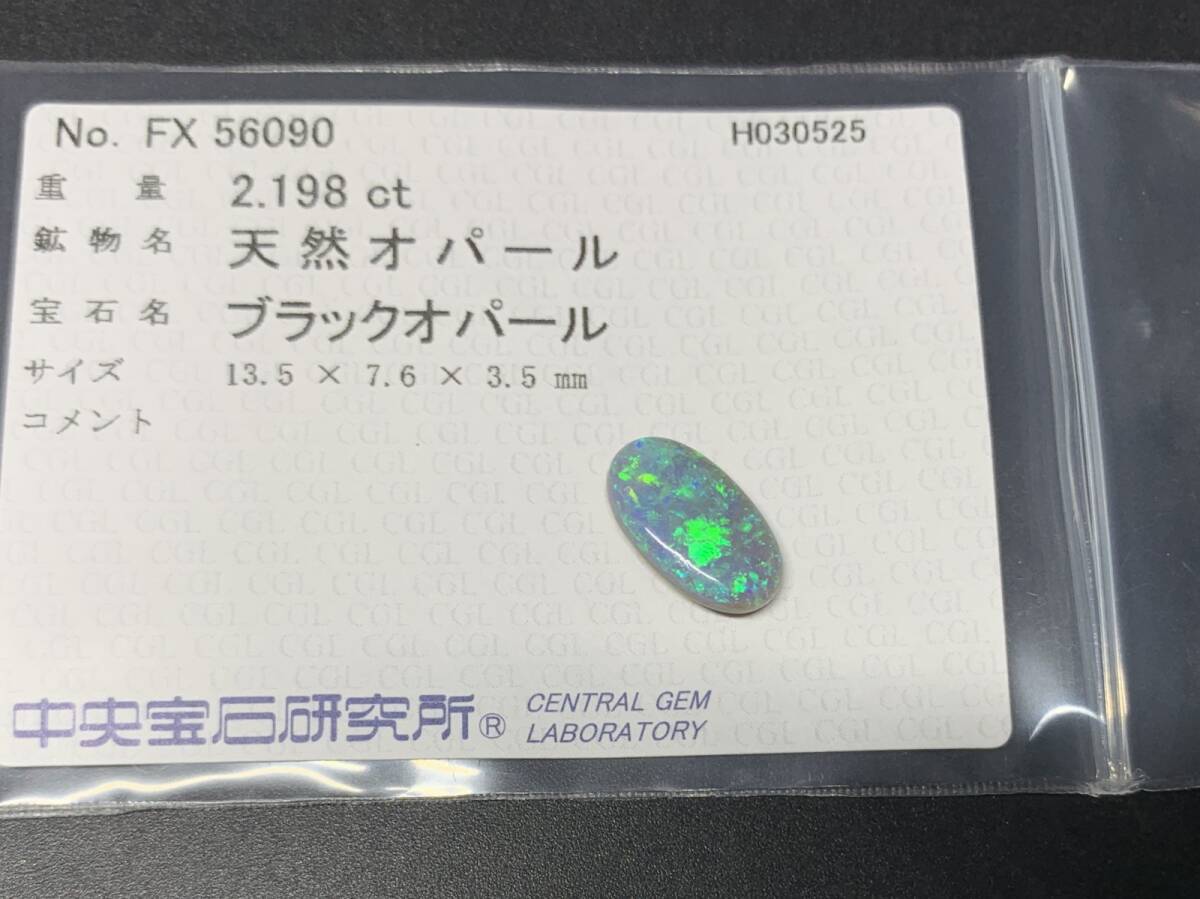 No. FX 56090 H030525
重量 2.198 ct
鉱物名 天然オパール
宝石名 ブラックオパール
サイズ 13.5 × 7.6 × 3.5 ㎜
コメント
中央宝石研究所® CENTRAL GEM
LABORATORY